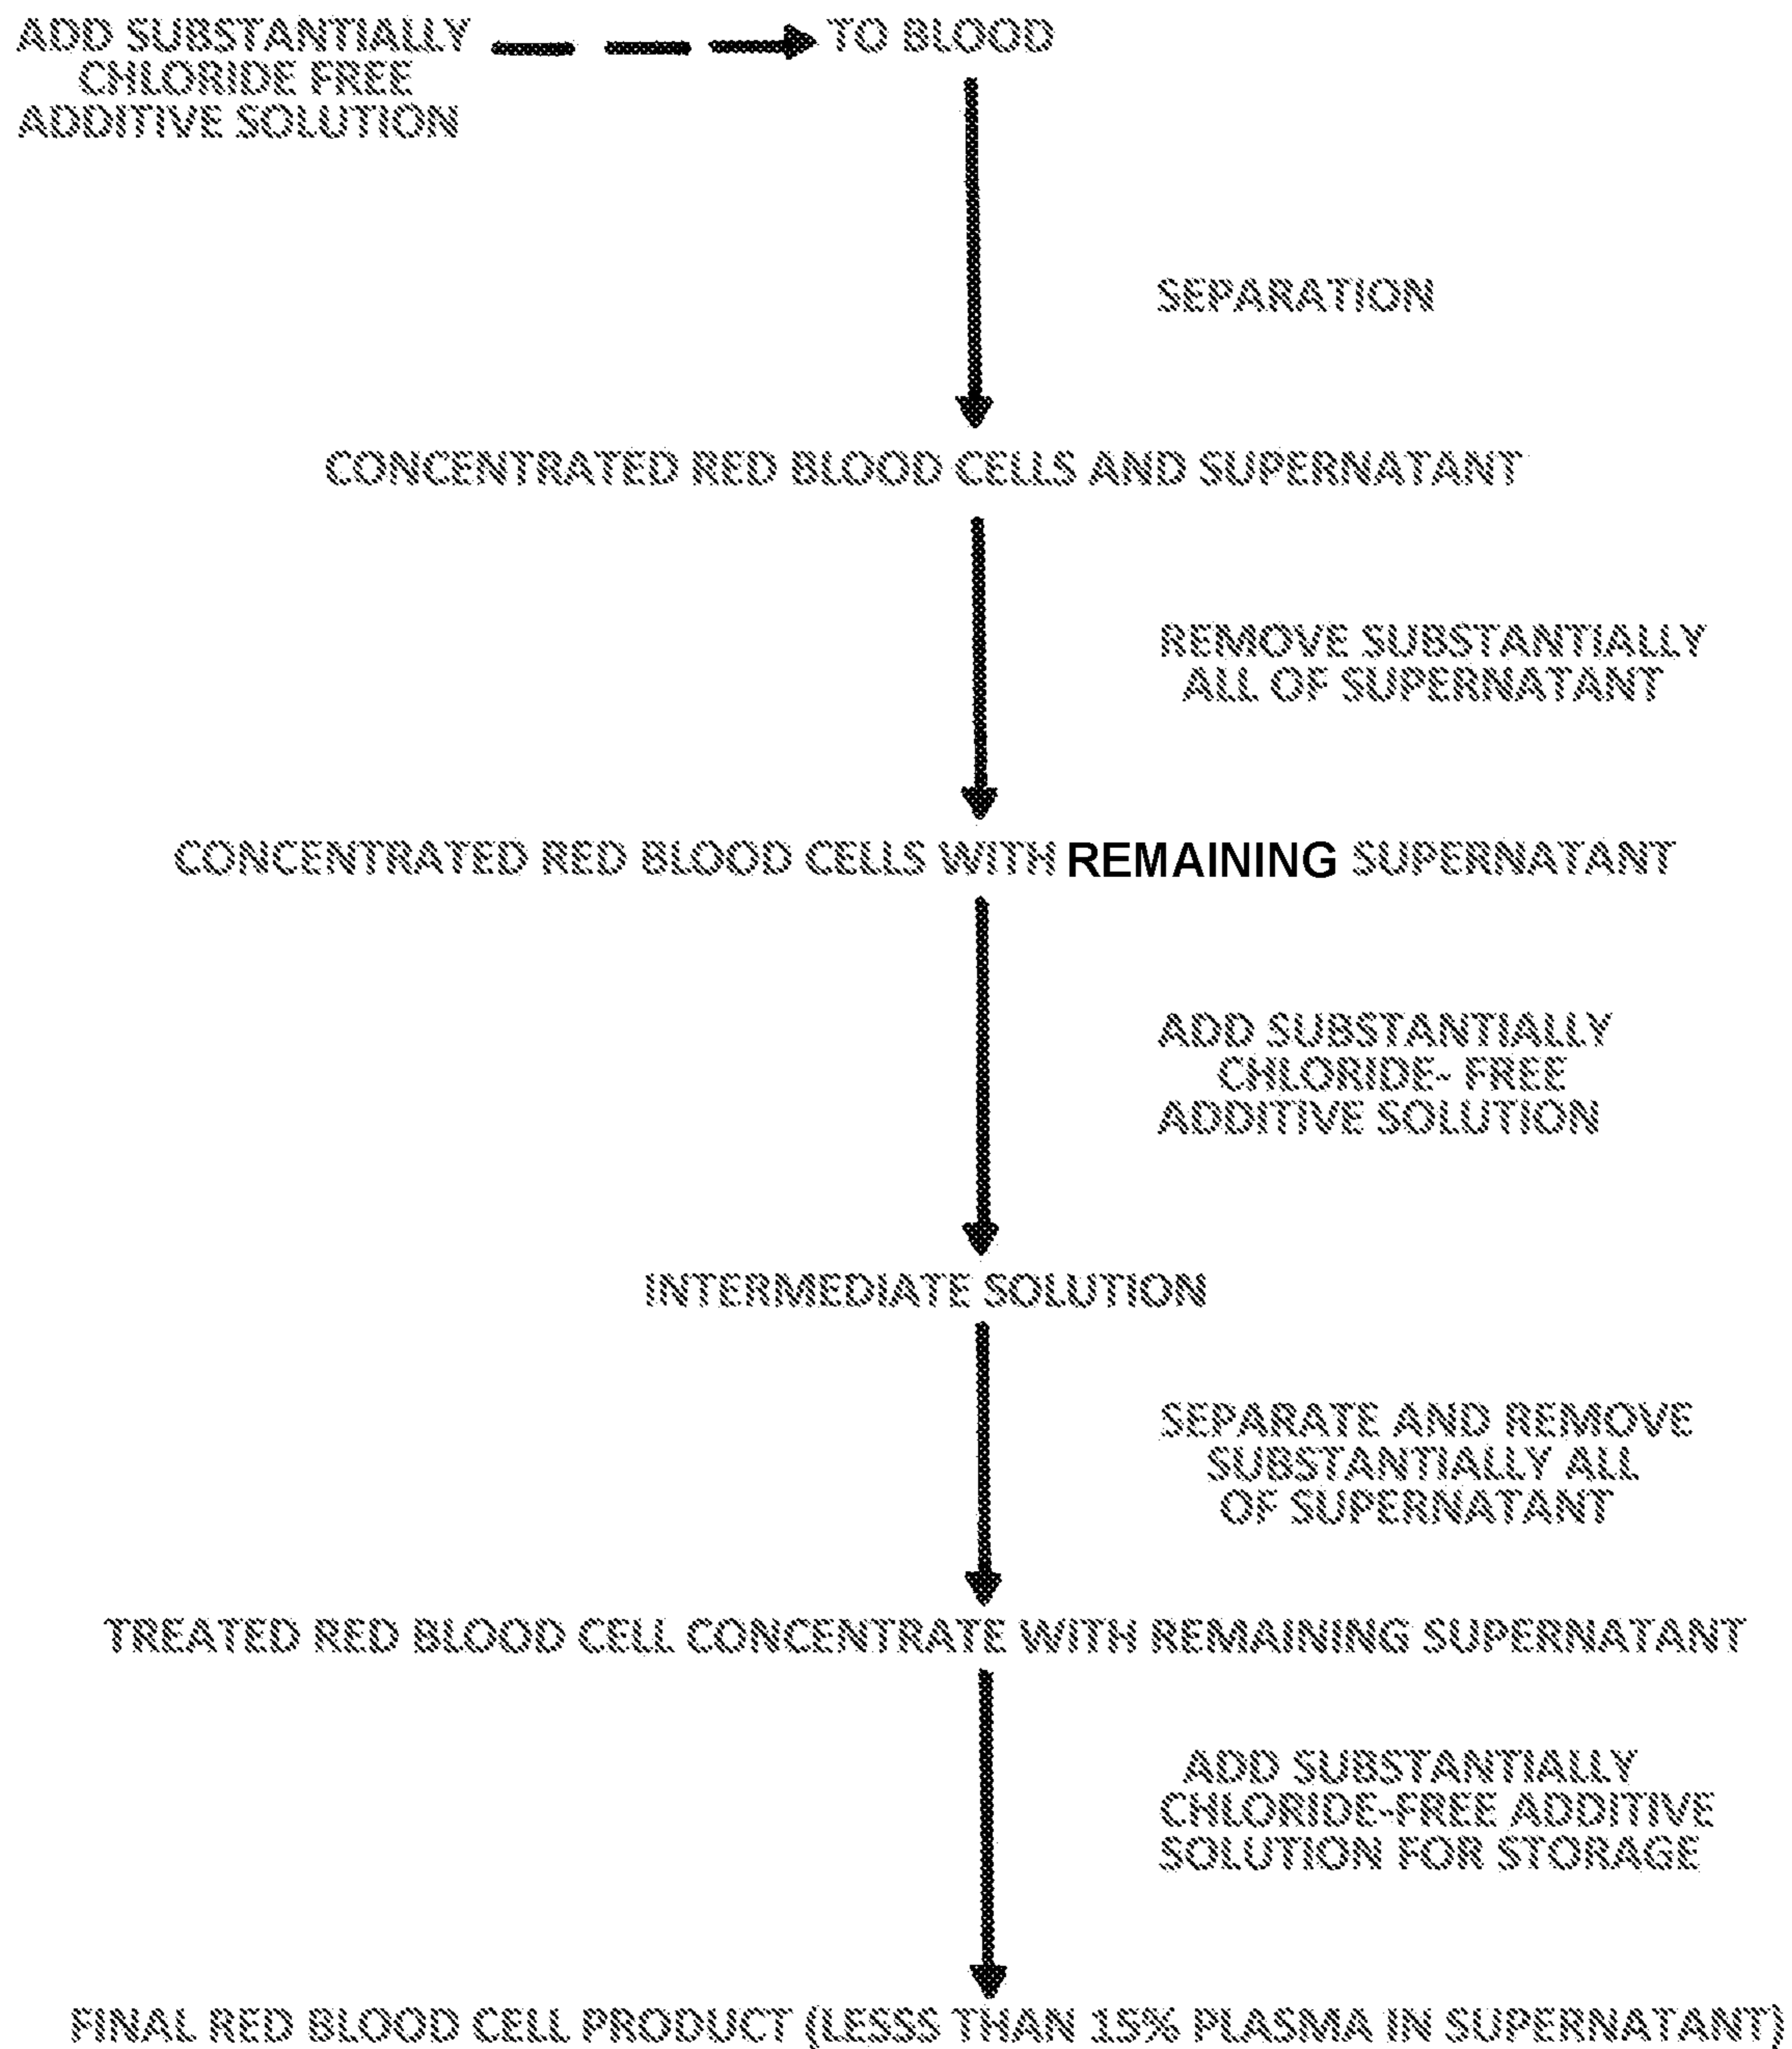 ADD SUBSTANTIALLY
CHLORIDE FREE
ADDITIVE SOLUTION
TO BLOOD
SEPARATION
CONCENTRATED RED BLOOD CELLS AND SUPERNATANT
REMOVE SUBSTANTIALLY
ALL OF SUPERNATANT
CONCENTRATED RED BLOOD CELLS WITH REMAINING SUPERNATANT
ADD SUBSTANTIALLY
CHLORIDE- FREE
ADDITIVE SOLUTION
INTERMEDIATE SOLUTION
SEPARATE AND REMOVE
SUBSTANTIALLY ALL
OF SUPERNATANT
TREATED RED BLOOD CELL CONCENTRATE WITH REMAINING SUPERNATANT
ADD SUBSTANTIALLY
CHLORIDE-FREE ADDITIVE
SOLUTION FOR STORAGE
FINAL RED BLOOD CELL PRODUCT (LESSS THAN 15% PLASMA IN SUPERNATANT)